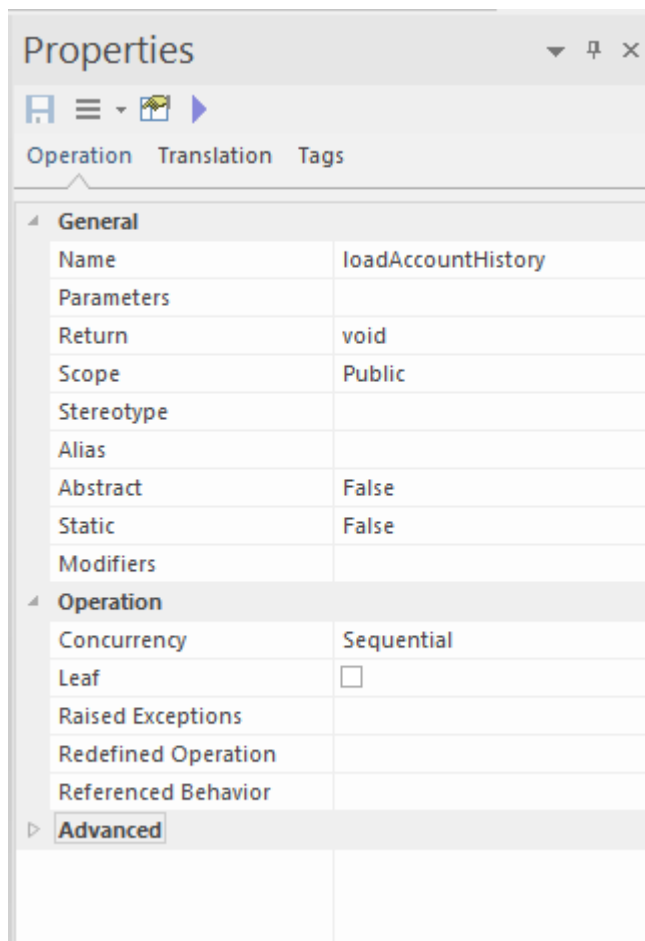 Properties
Operation Translation Tags
General
Name loadAccountHistory
Parameters
Return void
Scope Public
Stereotype
Alias
Abstract False
Static False
Modifiers
Operation
Concurrency Sequential
Leaf
Raised Exceptions
Redefined Operation
Referenced Behavior
Advanced